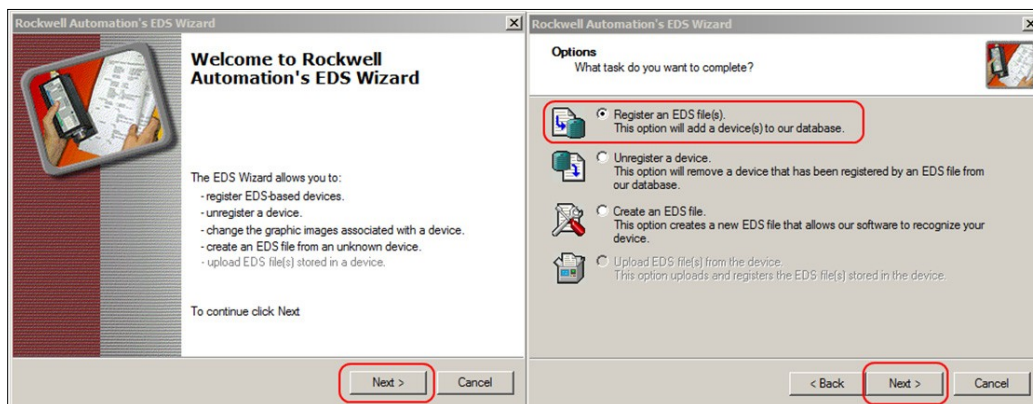 Rockwell Automation's EDS Wizard
Welcome to Rockwell
Automation's EDS Wizard
The EDS Wizard allows you to:
- register EDS-based devices.
- unregister a device.
- change the graphic images associated with a device.
- create an EDS file from an unknown device.
- upload EDS file(s) stored in a device.
To continue click Next
Next >
Cancel
Rockwell Automation's EDS Wizard
Options
What task do you want to complete?
Register an EDS file(s).
This option will add a device(s) to our database.
Unregister a device.
This option will remove a device that has been registered by an EDS file from
our database.
Create an EDS file.
This option creates a new EDS file that allows our software to recognize your
device.
Upload EDS file(s) from the device.
This option uploads and registers the EDS file(s) stored in the device.
< Back
Next >
Cancel